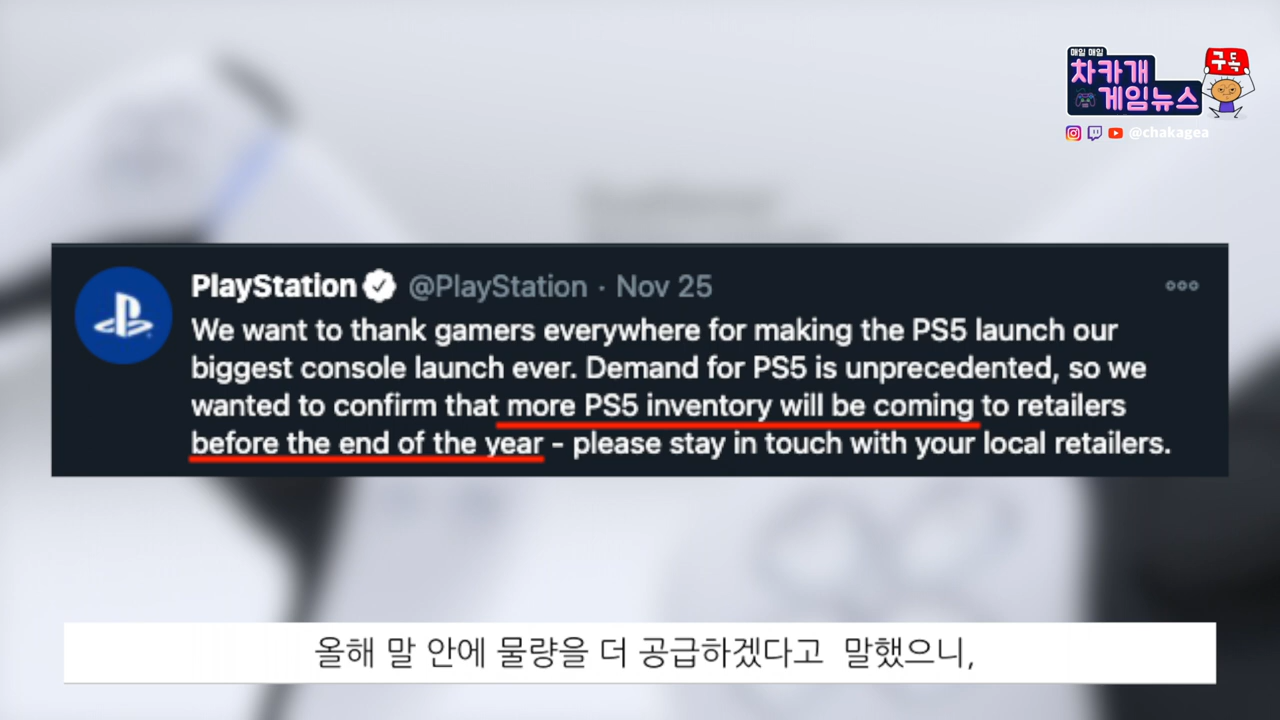 매일 매일
차카개
게임뉴스
구독
@chakagea
PlayStation @PlayStation · Nov 25
We want to thank gamers everywhere for making the PS5 launch our
biggest console launch ever. Demand for PS5 is unprecedented, so we
wanted to confirm that more PS5 inventory will be coming to retailers
before the end of the year - please stay in touch with your local retailers.
올해 말 안에 물량을 더 공급하겠다고 말했으니,